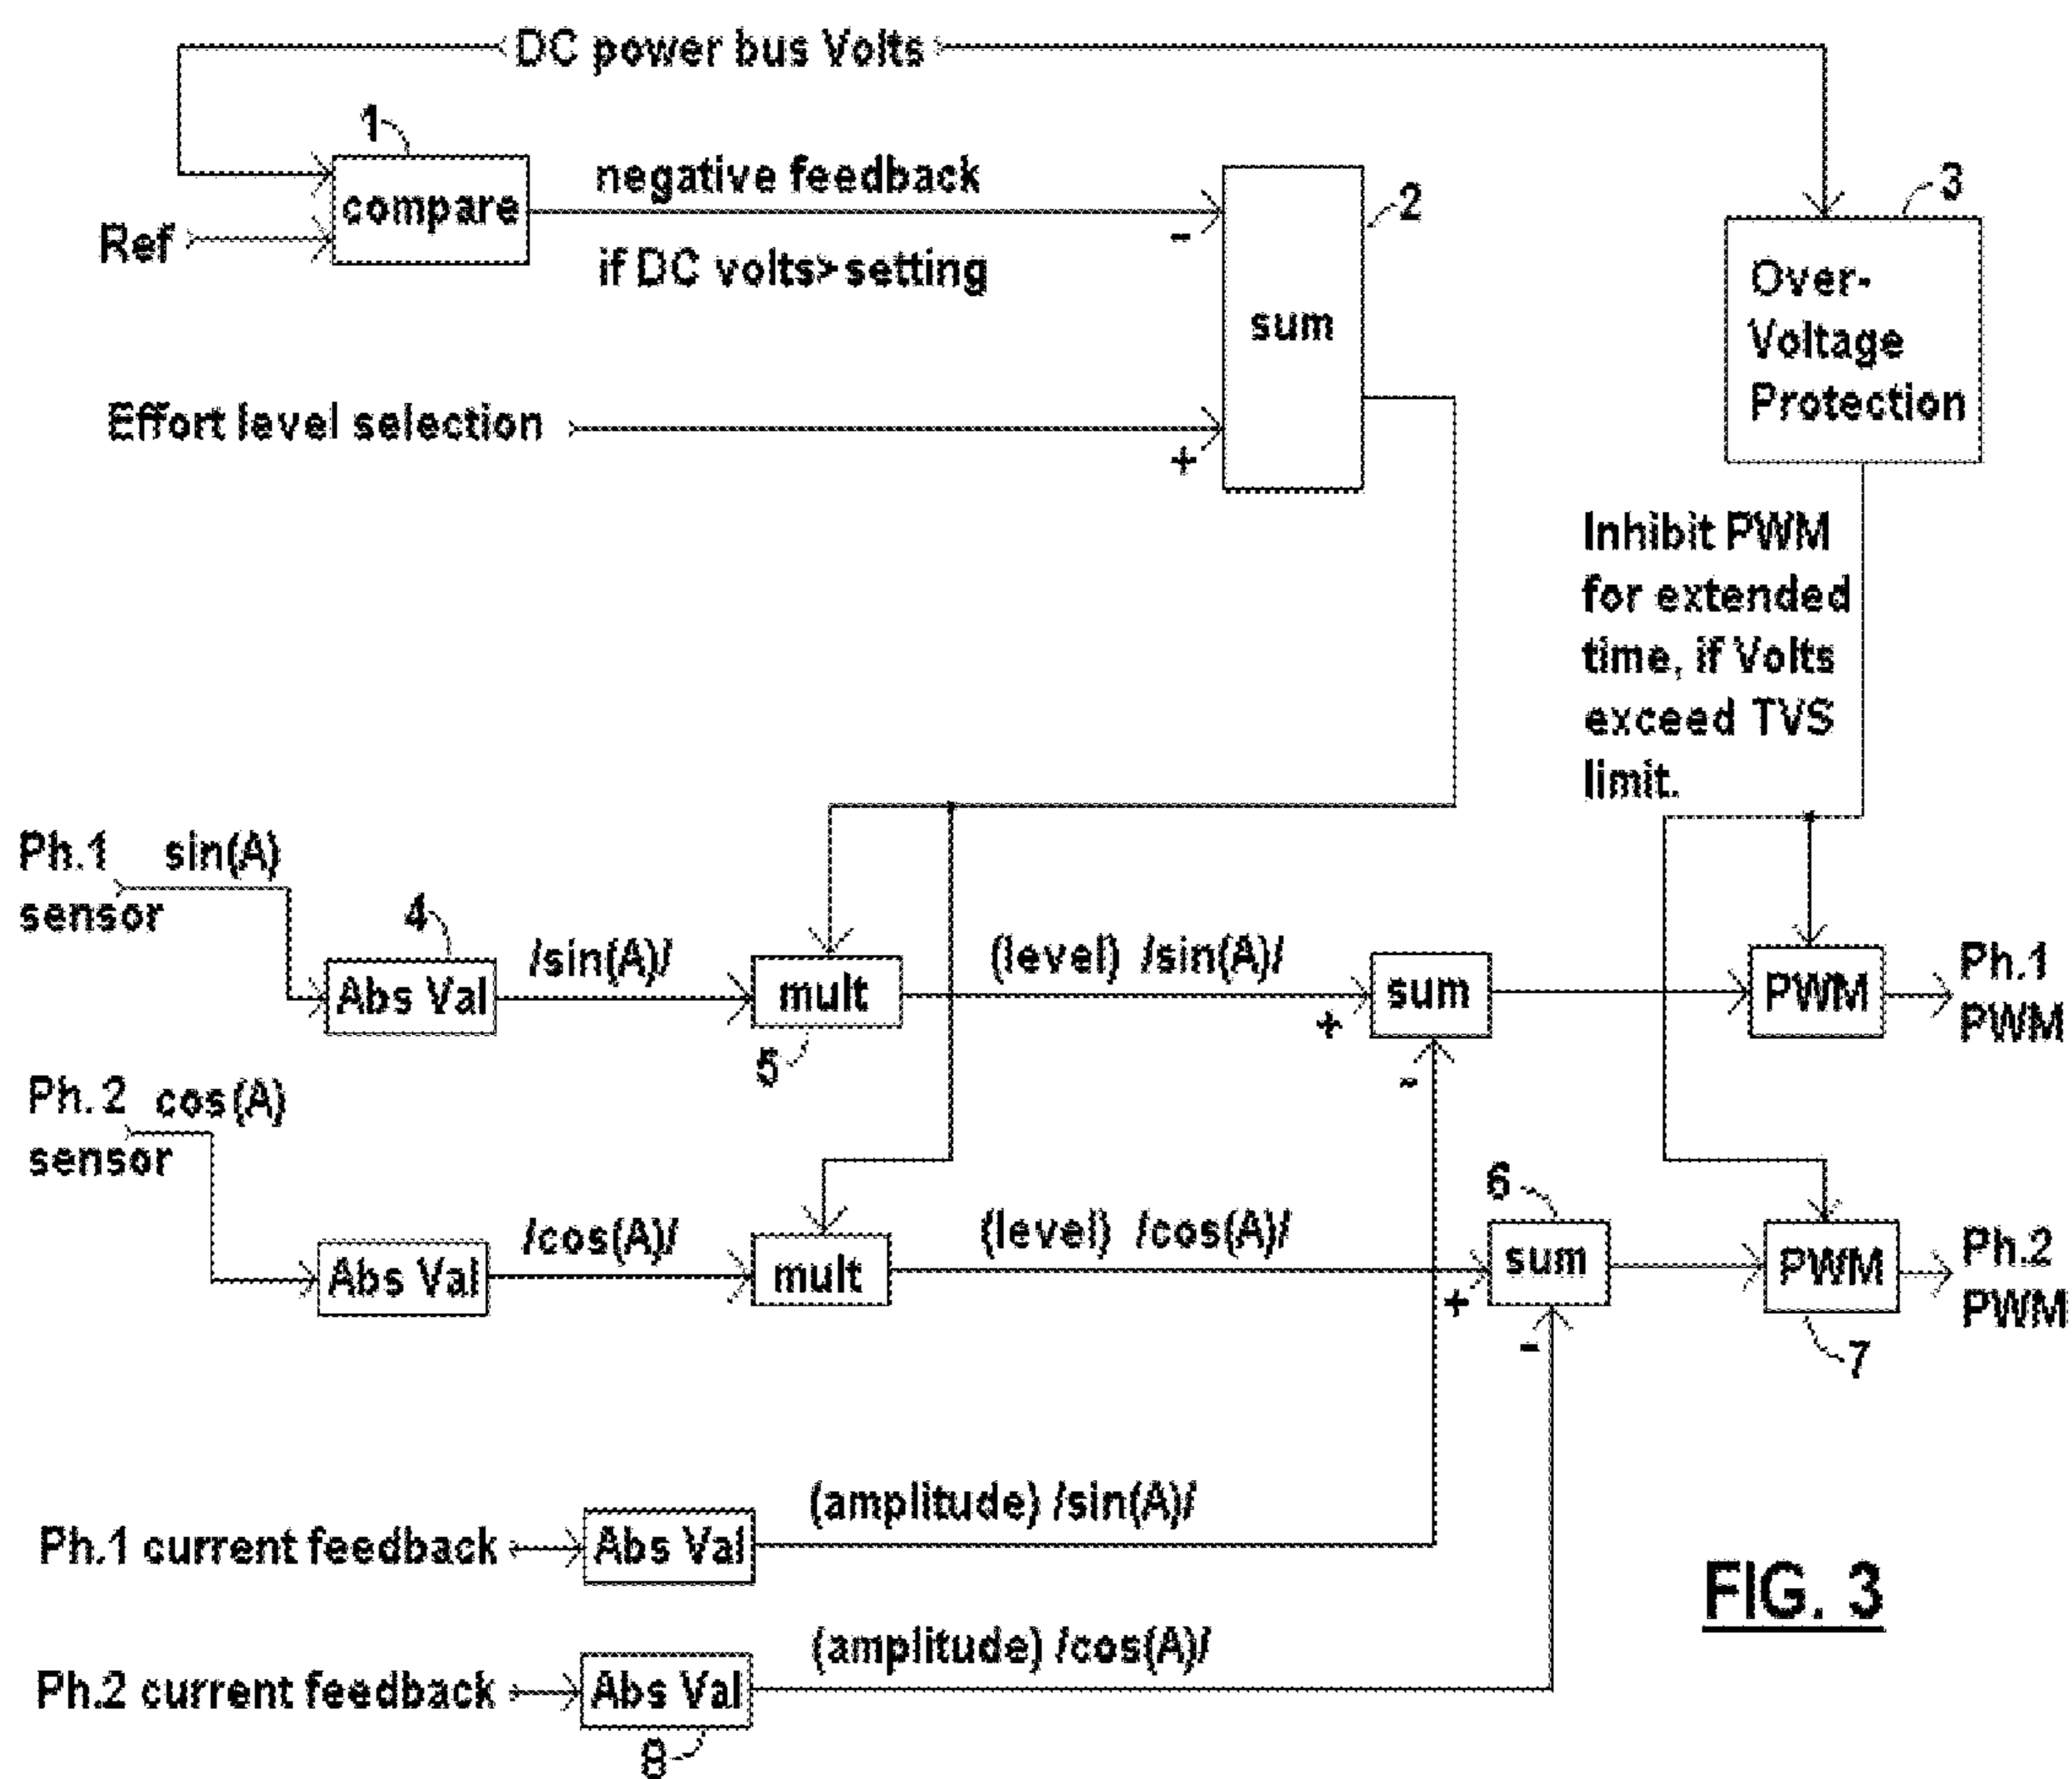 DC power bus Volts
1
compare
negative feedback
if DC volts>setting
-
Ref
2
sum
3
Over-
Voltage
Protection
Effort level selection
+
Inhibit PWM
for extended
time, if Volts
exceed TVS
limit.
Ph.1 sin(A)
sensor
4
Abs Val
/sin(A)/
mult
5
(level) /sin(A)/
+
sum
-
PWM
Ph.1
PWM
Ph.2 cos(A)
sensor
Abs Val
/cos(A)/
mult
(level) /cos(A)/
+
6
sum
-
PWM
7
Ph.2
PWM
Ph.1 current feedback
Abs Val
(amplitude) /sin(A)/
Ph.2 current feedback
Abs Val
8
(amplitude) /cos(A)/
FIG. 3